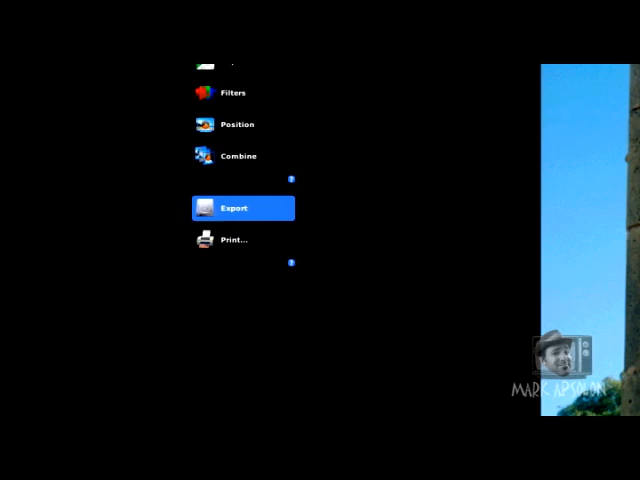 Filters
Position
Combine
?
Export
Print...
?
MARK APSOLON